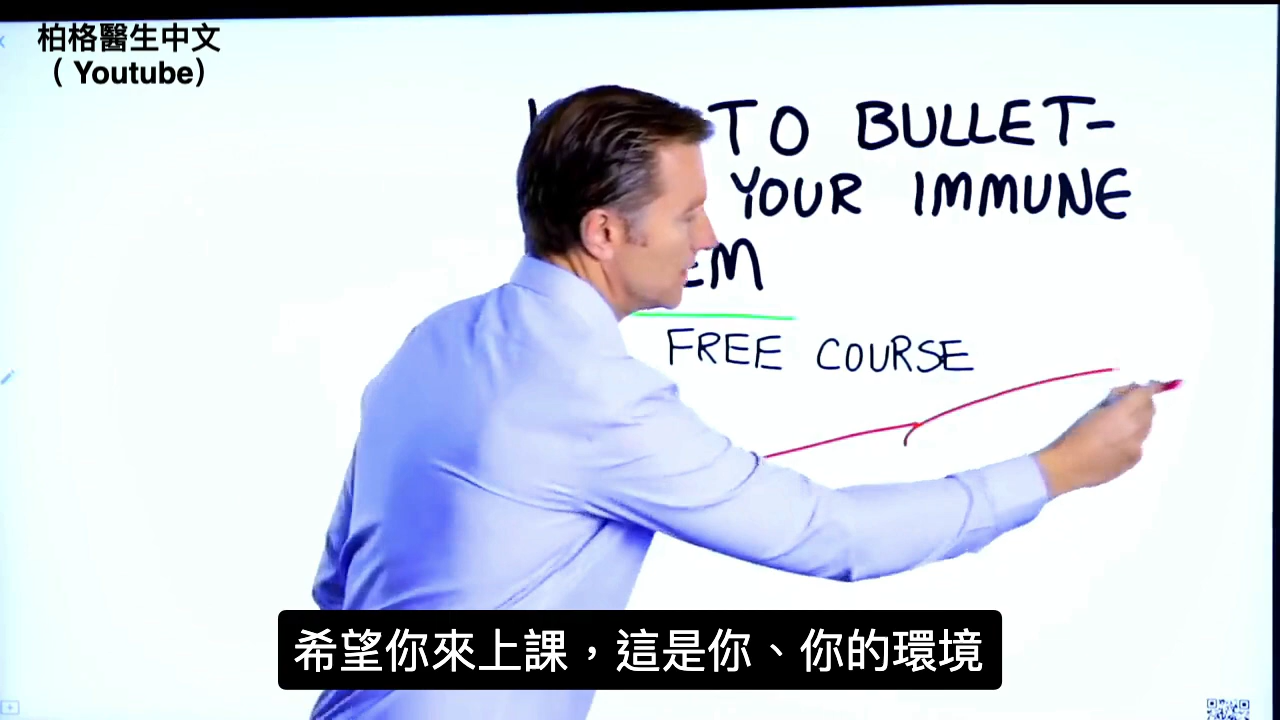 柏格醫生中文
( Youtube)
TO BULLET-
YOUR IMMUNE
EM
FREE COURSE
希望你來上課，這是你、你的環境